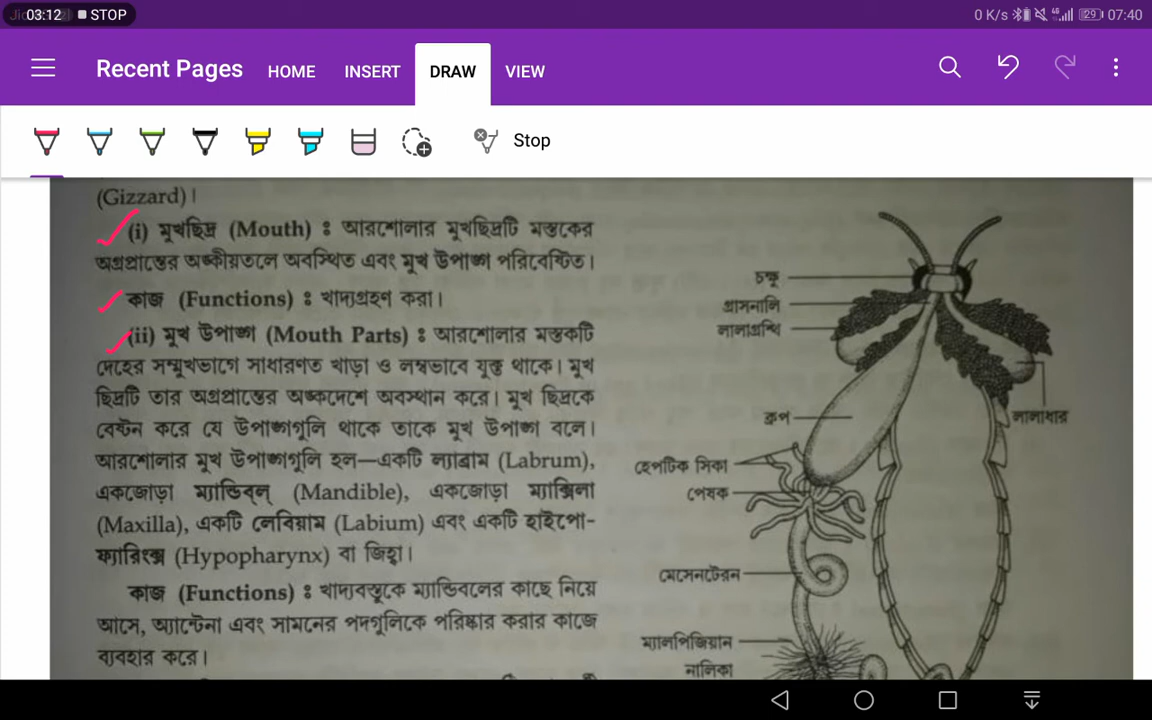 03:12 STOP
0 K/s 29 07:40
Recent Pages HOME INSERT DRAW VIEW
Stop
(Gizzard)।
(i) মুখছিদ্র (Mouth) : আরশোলার মুখছিদ্রটি মস্তকের
অগ্রপ্রান্তের অঙ্কীয়তলে অবস্থিত এবং মুখ উপাঙ্গ পরিবেষ্টিত।
কাজ (Functions) : খাদ্যগ্রহণ করা।
(ii) মুখ উপাঙ্গ (Mouth Parts) : আরশোলার মস্তকটি
দেহের সম্মুখভাগে সাধারণত খাড়া ও লম্বভাবে যুক্ত থাকে। মুখ
ছিদ্রটি তার অগ্রপ্রান্তের অঙ্কদেশে অবস্থান করে। মুখ ছিদ্রকে
বেষ্টন করে যে উপাঙ্গগুলি থাকে তাকে মুখ উপাঙ্গ বলে।
আরশোলার মুখ উপাঙ্গগুলি হল—একটি ল্যাব্রাম (Labrum),
একজোড়া ম্যান্ডিব্‌ল্ (Mandible), একজোড়া ম্যাক্সিলা
(Maxilla), একটি লেবিয়াম (Labium) এবং একটি হাইপো-
ফ্যারিংক্স (Hypopharynx) বা জিহ্বা।
কাজ (Functions) : খাদ্যবস্তুকে ম্যান্ডিবলের কাছে নিয়ে
আসে, অ্যান্টেনা এবং সামনের পদগুলিকে পরিষ্কার করার কাজে
ব্যবহার করে।
চক্ষু
গ্রাসনালি
লালাগ্রন্থি
ক্রপ
লালাধার
হেপটিক সিকা
পেষক
মেসেনটেরন
ম্যালপিজিয়ান
নালিকা